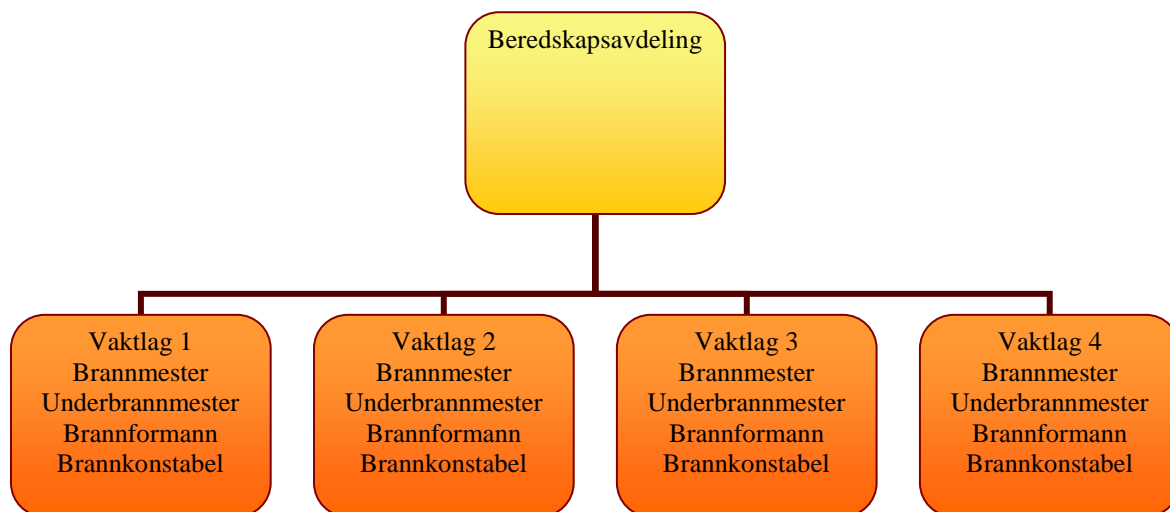 Beredskapsavdeling
Vaktlag 1
Brannmester
Underbrannmester
Brannformann
Brannkonstabel
Vaktlag 2
Brannmester
Underbrannmester
Brannformann
Brannkonstabel
Vaktlag 3
Brannmester
Underbrannmester
Brannformann
Brannkonstabel
Vaktlag 4
Brannmester
Underbrannmester
Brannformann
Brannkonstabel